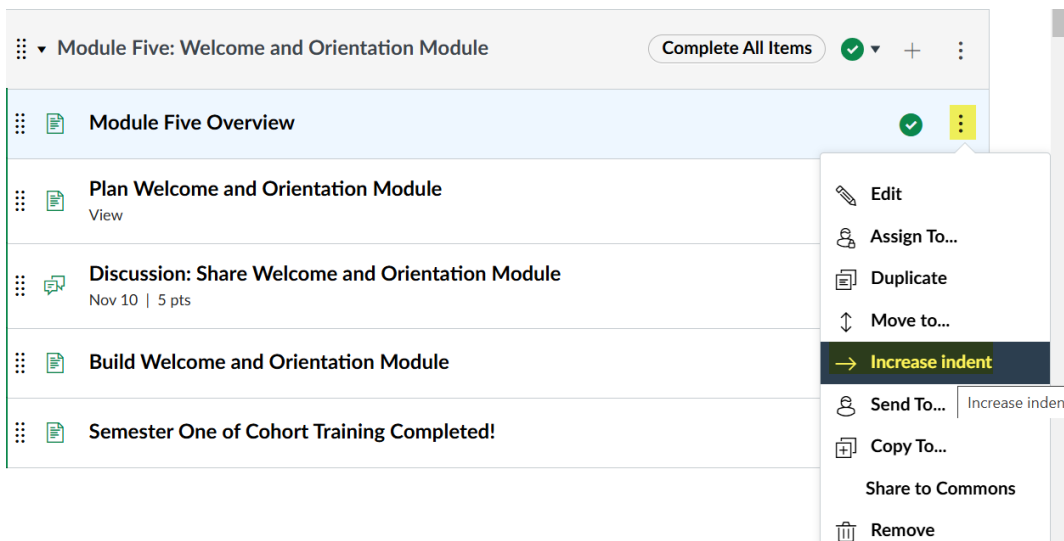 Module Five: Welcome and Orientation Module Complete All Items
Module Five Overview
Plan Welcome and Orientation Module
View
Discussion: Share Welcome and Orientation Module
Nov 10 | 5 pts
Build Welcome and Orientation Module
Semester One of Cohort Training Completed!
Edit
Assign To...
Duplicate
Move to...
Increase indent
Send To...
Increase inden
Copy To...
Share to Commons
Remove